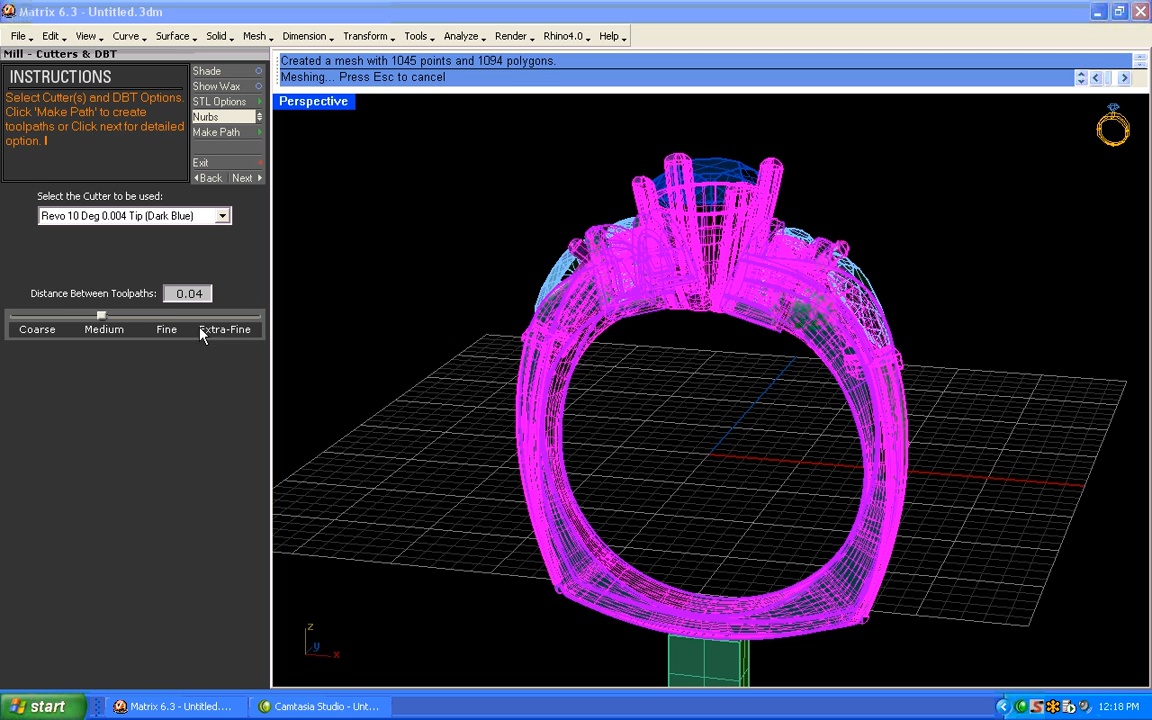 Matrix 6.3 - Untitled.3dm
File Edit View Curve Surface Solid Mesh Dimension Transform Tools Analyze Render Rhino4.0 Help
Mill - Cutters & DBT
INSTRUCTIONS
Select Cutter(s) and DBT Options.
Click 'Make Path' to create
toolpaths or Click next for detailed
option.
Shade
Show Wax
STL Options
Nurbs
Make Path
Exit
Back Next
Created a mesh with 1045 points and 1094 polygons.
Meshing... Press Esc to cancel
Perspective
Select the Cutter to be used:
Revo 10 Deg 0.004 Tip (Dark Blue)
Distance Between Toolpaths: 0.04
Coarse Medium Fine Extra-Fine
z
y
x
start
Matrix 6.3 - Untitled....
Camtasia Studio - Unt...
12:18 PM